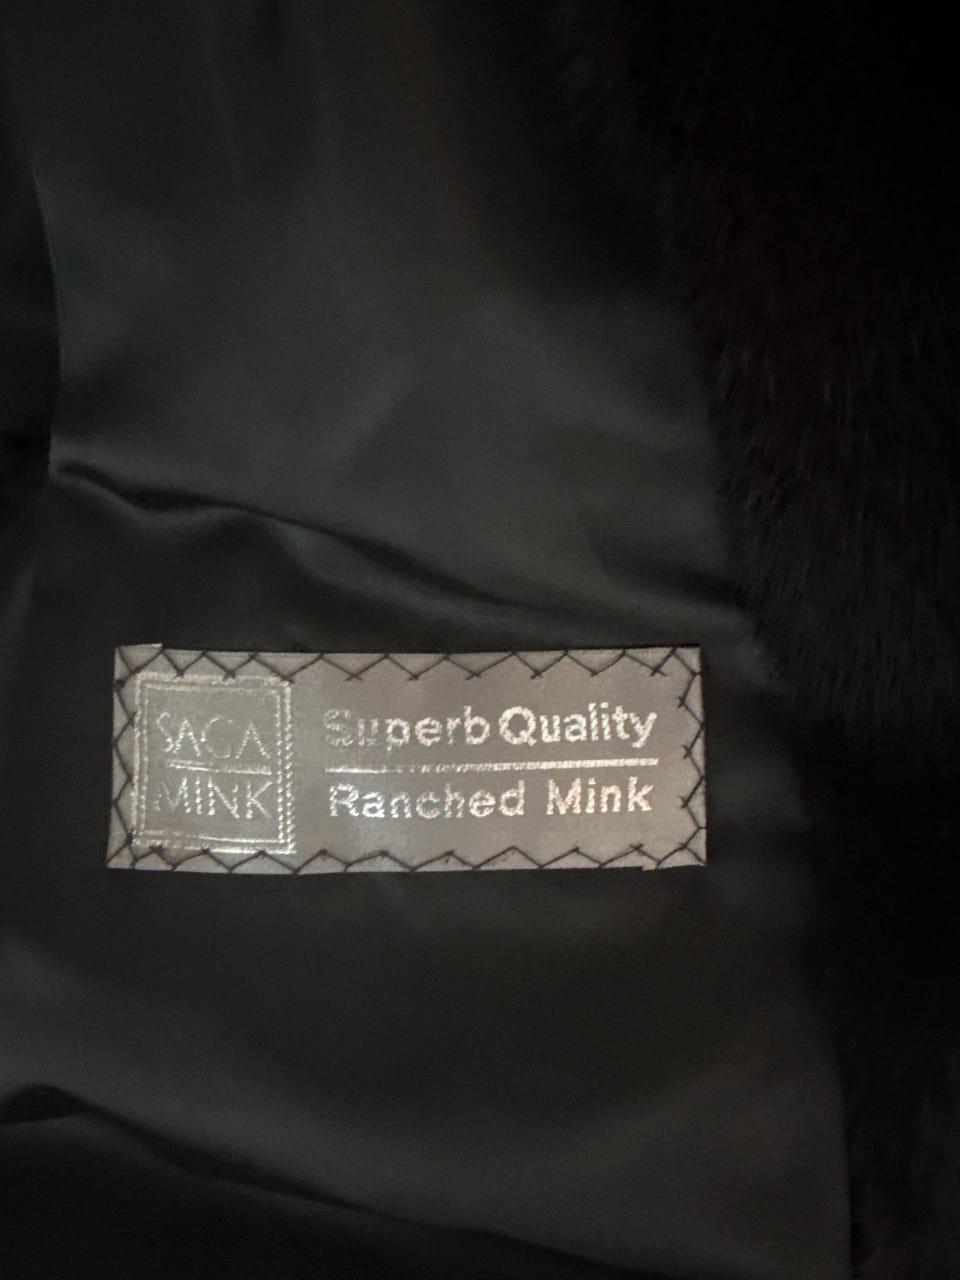 SAGA
MINK
Superb Quality
Ranched Mink